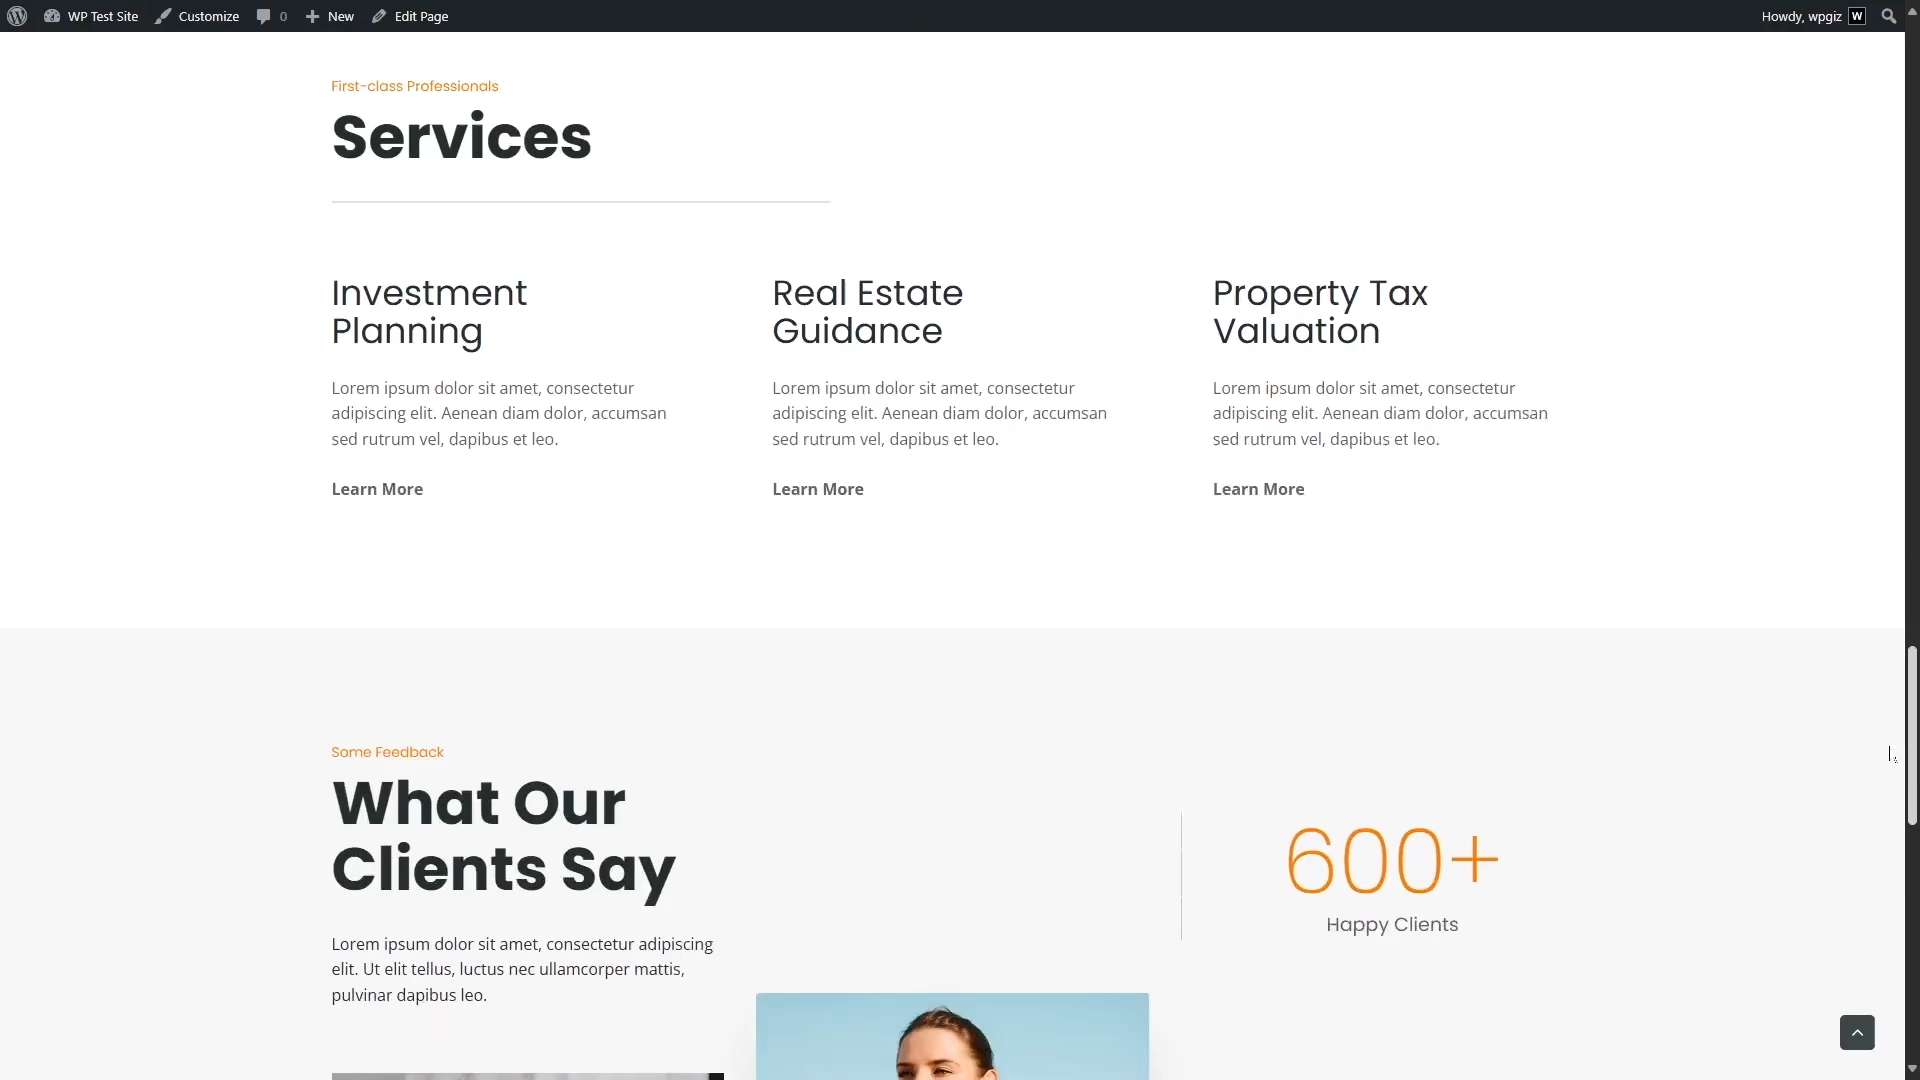 WP Test Site Customize 0 New Edit Page Howdy, wpgiz W
First-class Professionals
Services
Investment
Planning
Lorem ipsum dolor sit amet, consectetur
adipiscing elit. Aenean diam dolor, accumsan
sed rutrum vel, dapibus et leo.
Learn More
Real Estate
Guidance
Lorem ipsum dolor sit amet, consectetur
adipiscing elit. Aenean diam dolor, accumsan
sed rutrum vel, dapibus et leo.
Learn More
Property Tax
Valuation
Lorem ipsum dolor sit amet, consectetur
adipiscing elit. Aenean diam dolor, accumsan
sed rutrum vel, dapibus et leo.
Learn More
Some Feedback
What Our
Clients Say
Lorem ipsum dolor sit amet, consectetur adipiscing
elit. Ut elit tellus, luctus nec ullamcorper mattis,
pulvinar dapibus leo.
600+
Happy Clients